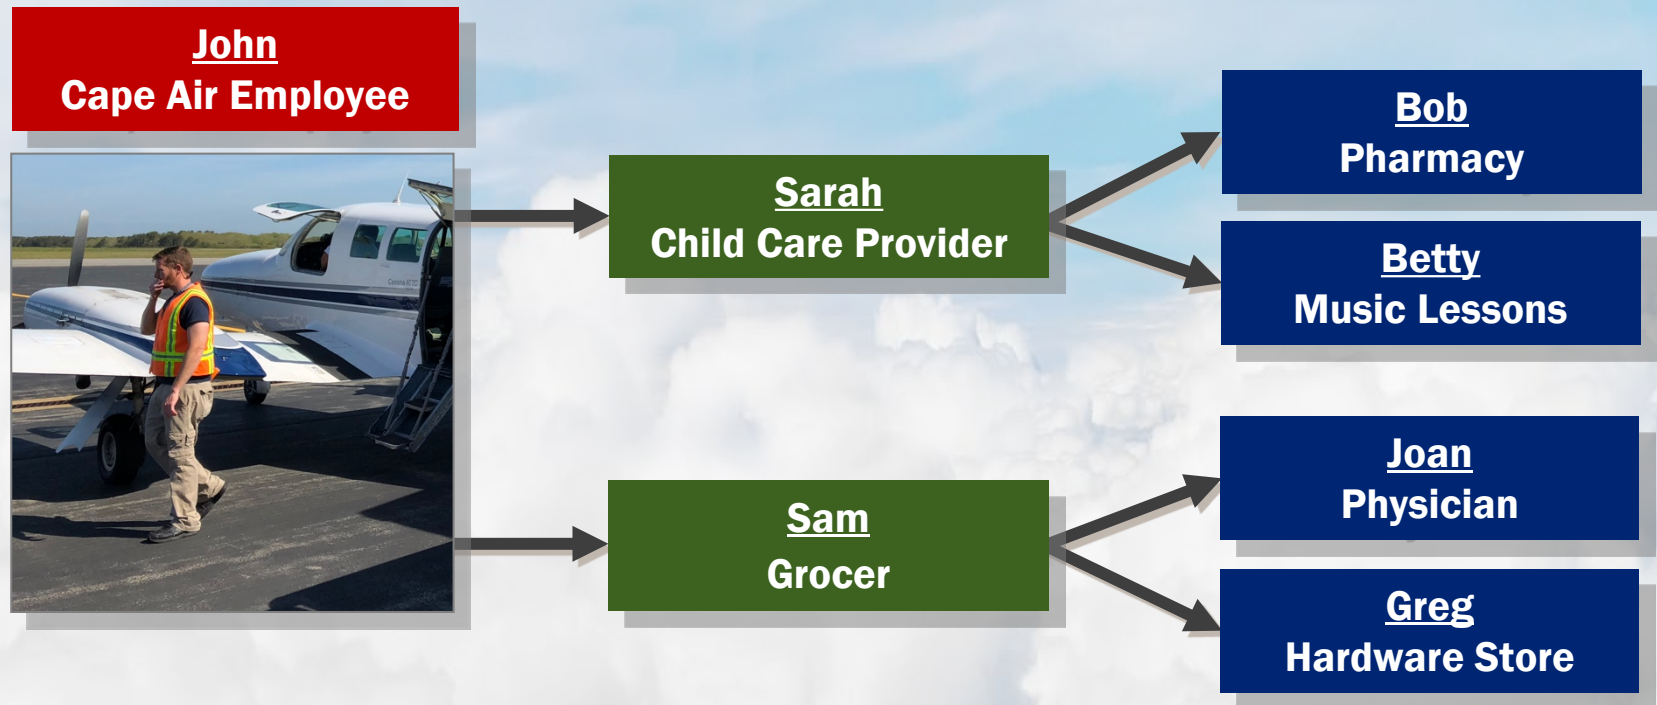 John
Cape Air Employee
Sarah
Child Care Provider
Bob
Pharmacy
Betty
Music Lessons
Sam
Grocer
Joan
Physician
Greg
Hardware Store